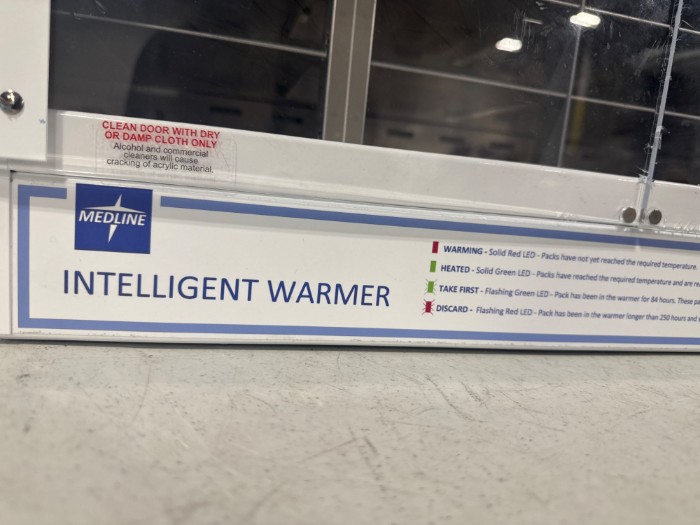 CLEAN DOOR WITH DRY
OR DAMP CLOTH ONLY
Alcohol and commercial
cleaners will cause
cracking of acrylic material.
MEDLINE
INTELLIGENT WARMER
WARMING - Solid Red LED - Packs have not yet reached the required temperature.
HEATED - Solid Green LED - Packs have reached the required temperature and are
TAKE FIRST - Flashing Green LED - Pack has been in the warmer for 84 hours. These
DISCARD - Flashing Red LED - Pack has been in the warmer longer than 250 hours and